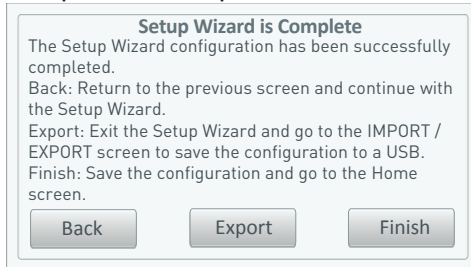 Setup Wizard is Complete
The Setup Wizard configuration has been successfully
completed.
Back: Return to the previous screen and continue with
the Setup Wizard.
Export: Exit the Setup Wizard and go to the IMPORT /
EXPORT screen to save the configuration to a USB.
Finish: Save the configuration and go to the Home
screen.
Back Export Finish